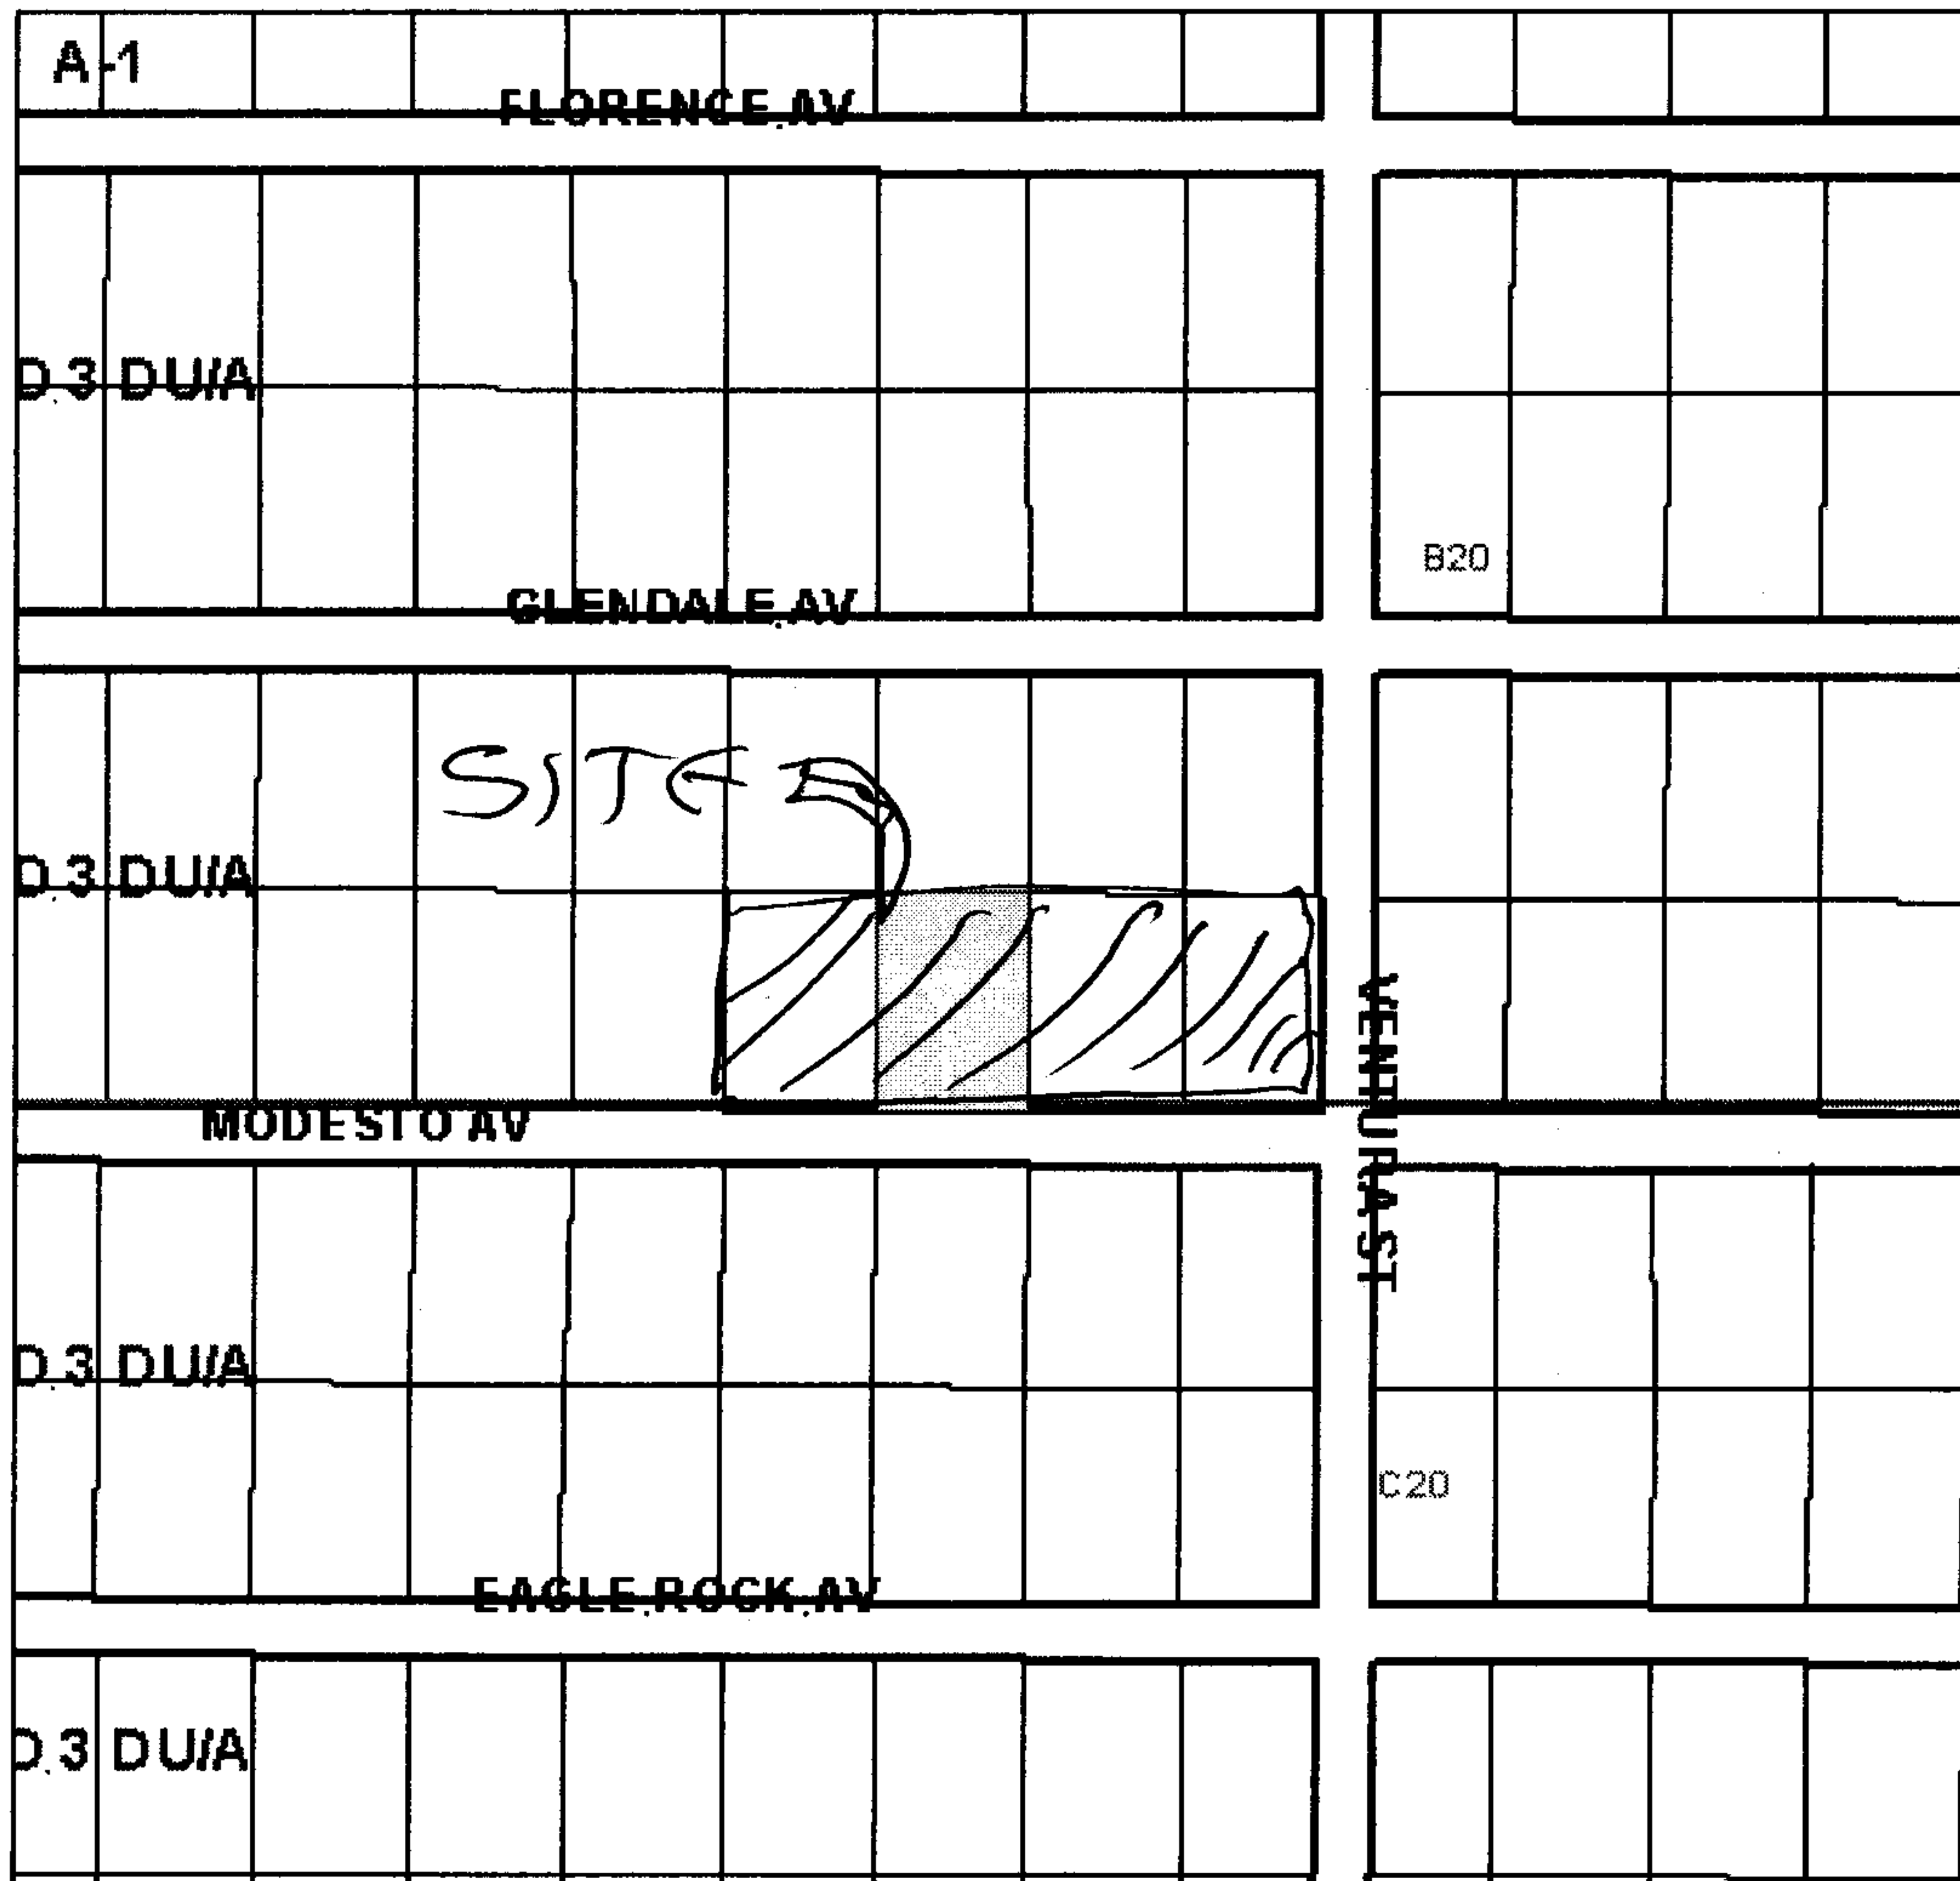 A-1
FLORENCE AV
D 3 DU/A
B20
GLENDALE AV
SITE
D 3 DU/A
VENTURA ST
MODESTO AV
D 3 DU/A
C20
EAGLE ROCK AV
D 3 DU/A